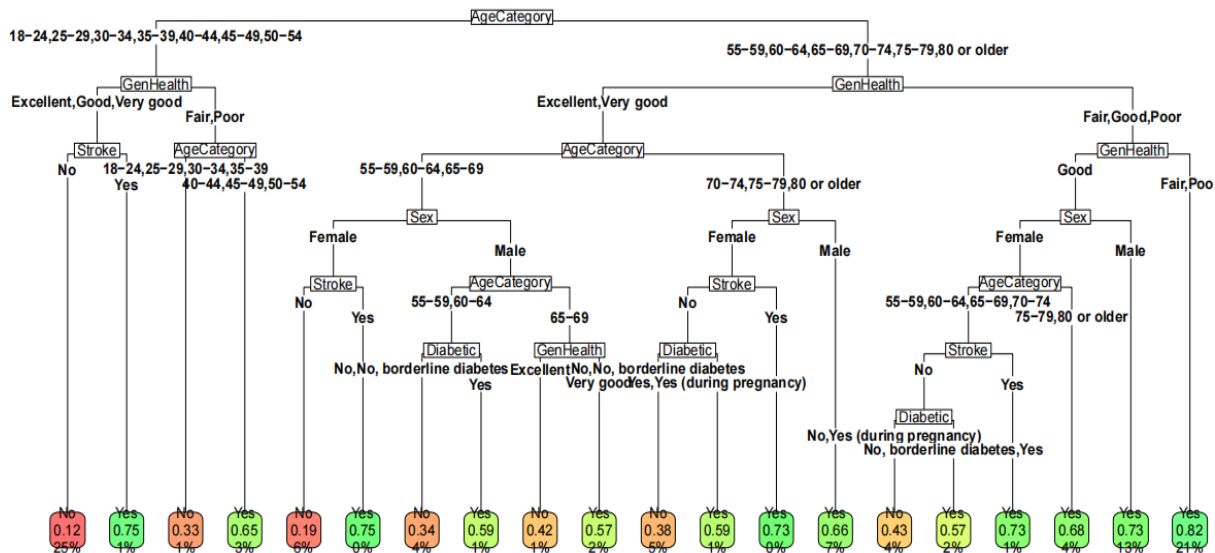 AgeCategory
18-24,25-29,30-34,35-39,40-44,45-49,50-54
55-59,60-64,65-69,70-74,75-79,80 or older
GenHealth
GenHealth
Excellent,Good,Very good
Fair,Poor
Excellent,Very good
Fair,Good,Poor
Stroke
AgeCategory
AgeCategory
GenHealth
No
Yes
18-24,25-29,30-34,35-39
40-44,45-49,50-54
55-59,60-64,65-69
70-74,75-79,80 or older
Good
Fair,Poo
Sex
Sex
Sex
Female
Male
Female
Male
Female
Male
Stroke
AgeCategory
Stroke
AgeCategory
No
Yes
55-59,60-64
65-69
No
Yes
55-59,60-64,65-69,70-74
75-79,80 or older
Diabetic
GenHealth
Diabetic
Stroke
No,No, borderline diabetes
Yes
Excellent
Very good
No,No, borderline diabetes
Yes,Yes (during pregnancy)
No
Yes
Diabetic
No,Yes (during pregnancy)
No, borderline diabetes,Yes
No
0.12
25%
Yes
0.75
1%
No
0.33
1%
Yes
0.65
3%
No
0.19
6%
Yes
0.75
0%
No
0.34
4%
Yes
0.59
1%
No
0.42
1%
Yes
0.57
2%
No
0.38
5%
Yes
0.59
1%
Yes
0.73
0%
Yes
0.66
7%
No
0.43
4%
Yes
0.57
2%
Yes
0.73
1%
Yes
0.68
4%
Yes
0.73
13%
Yes
0.82
21%